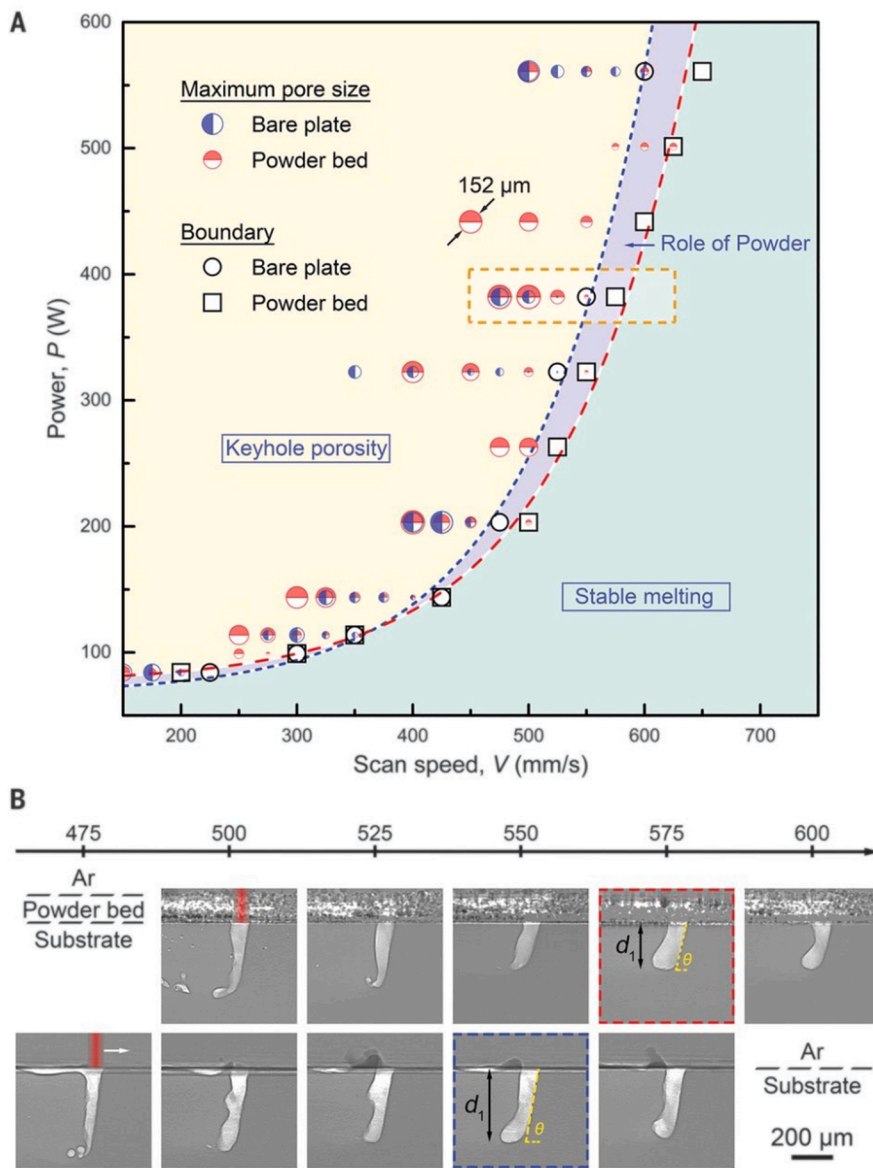 A
600
500
400
300
200
100
Power, P (W)
Maximum pore size
Bare plate
Powder bed
Boundary
Bare plate
Powder bed
152 μm
Role of Powder
Keyhole porosity
Stable melting
200 300 400 500 600 700
Scan speed, V (mm/s)
B
475 500 525 550 575 600
Ar
Powder bed
Substrate
d1
θ
d1
θ
Ar
Substrate
200 μm